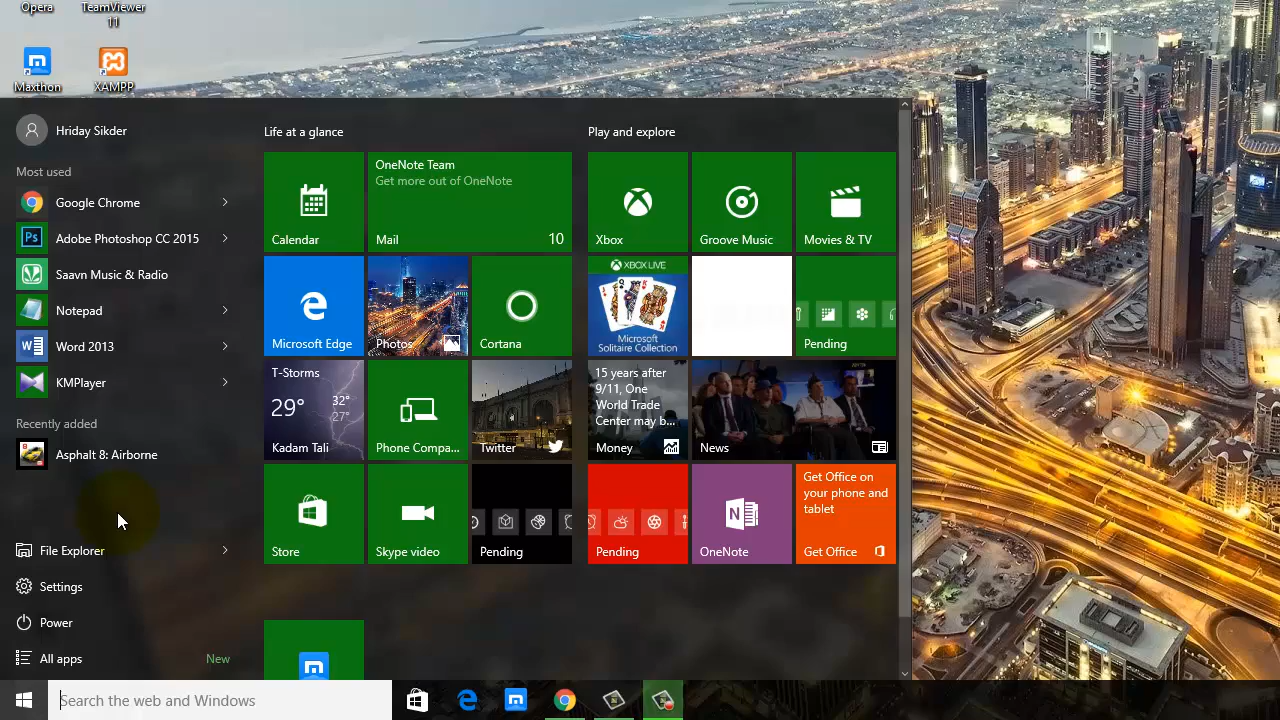 Opera
TeamViewer
11
Maxthon
XAMPP
Hriday Sikder
Most used
Google Chrome
Adobe Photoshop CC 2015
Saavn Music & Radio
Notepad
Word 2013
KMPlayer
Recently added
Asphalt 8: Airborne
File Explorer
Settings
Power
All apps
New
Life at a glance
Calendar
OneNote Team
Get more out of OneNote
Mail
10
Microsoft Edge
Photos
Cortana
T-Storms
29°
32°
27°
Kadam Tali
Phone Compa...
Twitter
Store
Skype video
Pending
Play and explore
Xbox
Groove Music
Movies & TV
XBOX LIVE
Microsoft
Solitaire Collection
Pending
15 years after
9/11, One
World Trade
Center may b...
Money
News
Pending
OneNote
Get Office on
your phone and
tablet
Get Office
Search the web and Windows